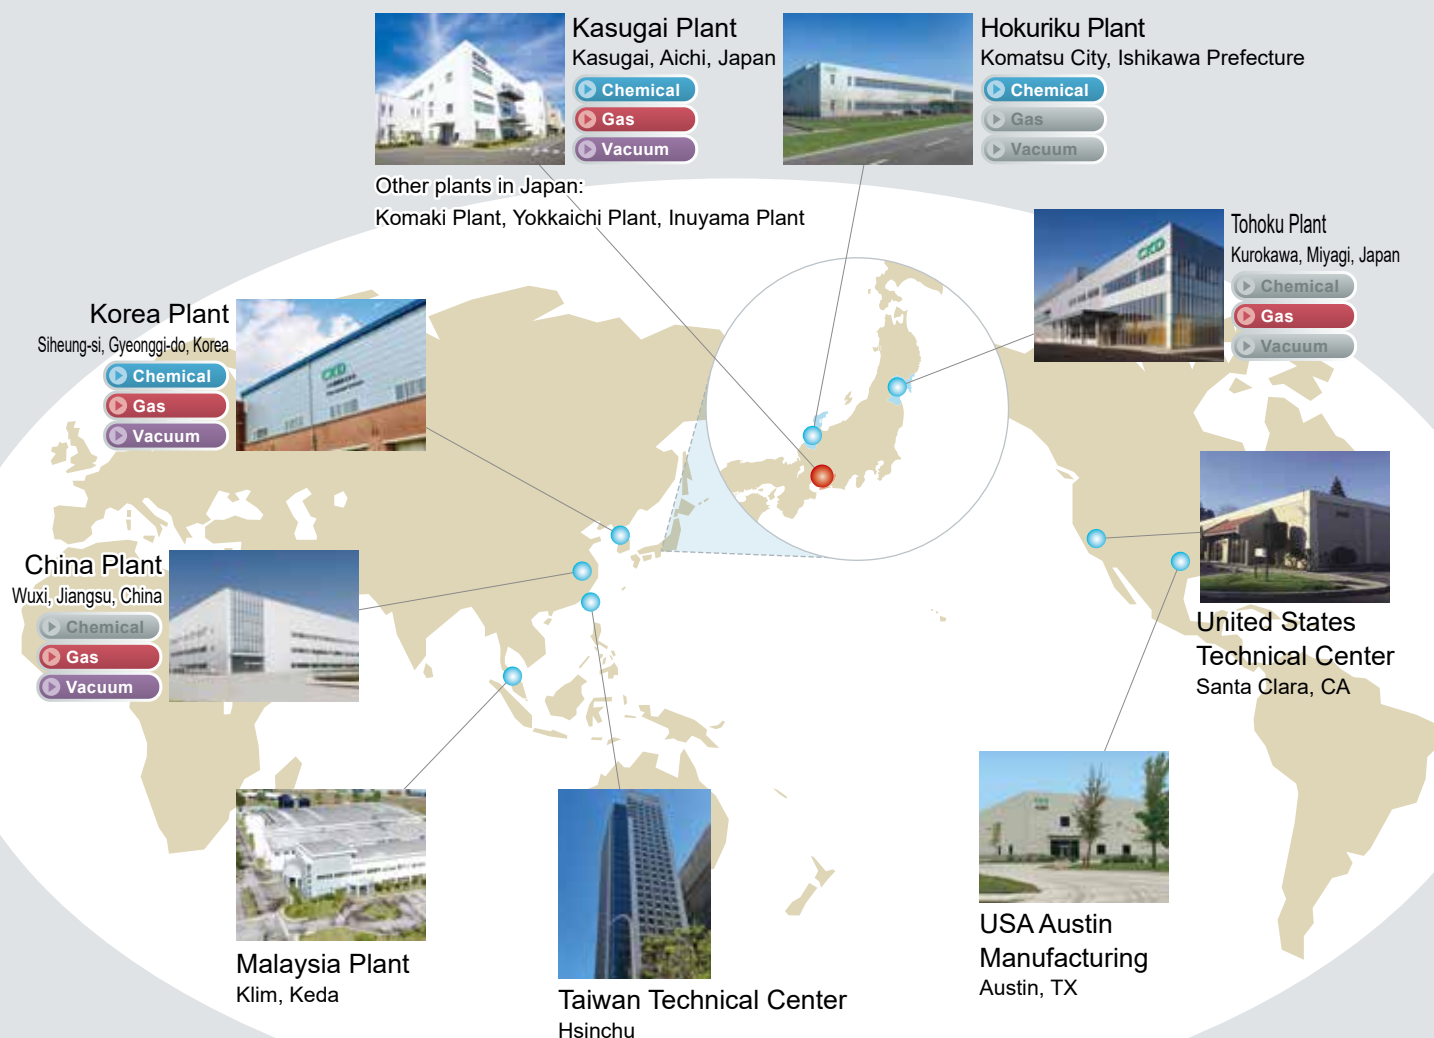 Kasugai Plant
Kasugai, Aichi, Japan
Chemical
Gas
Vacuum
Hokuriku Plant
Komatsu City, Ishikawa Prefecture
Chemical
Gas
Vacuum
Other plants in Japan:
Komaki Plant, Yokkaichi Plant, Inuyama Plant
CKD
Tohoku Plant
Kurokawa, Miyagi, Japan
Chemical
Gas
Vacuum
Korea Plant
Siheung-si, Gyeonggi-do, Korea
Chemical
Gas
Vacuum
CKD
China Plant
Wuxi, Jiangsu, China
Chemical
Gas
Vacuum
United States
Technical Center
Santa Clara, CA
USA Austin
Manufacturing
Austin, TX
Malaysia Plant
Klim, Keda
Taiwan Technical Center
Hsinchu